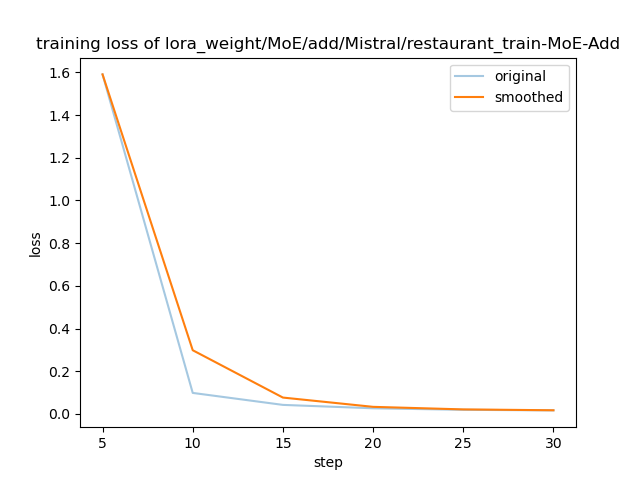 training loss of lora_weight/MoE/add/Mistral/restaurant_train-MoE-Add
original
smoothed
1.6
1.4
1.2
1.0
0.8
0.6
0.4
0.2
0.0
loss
5 10 15 20 25 30
step